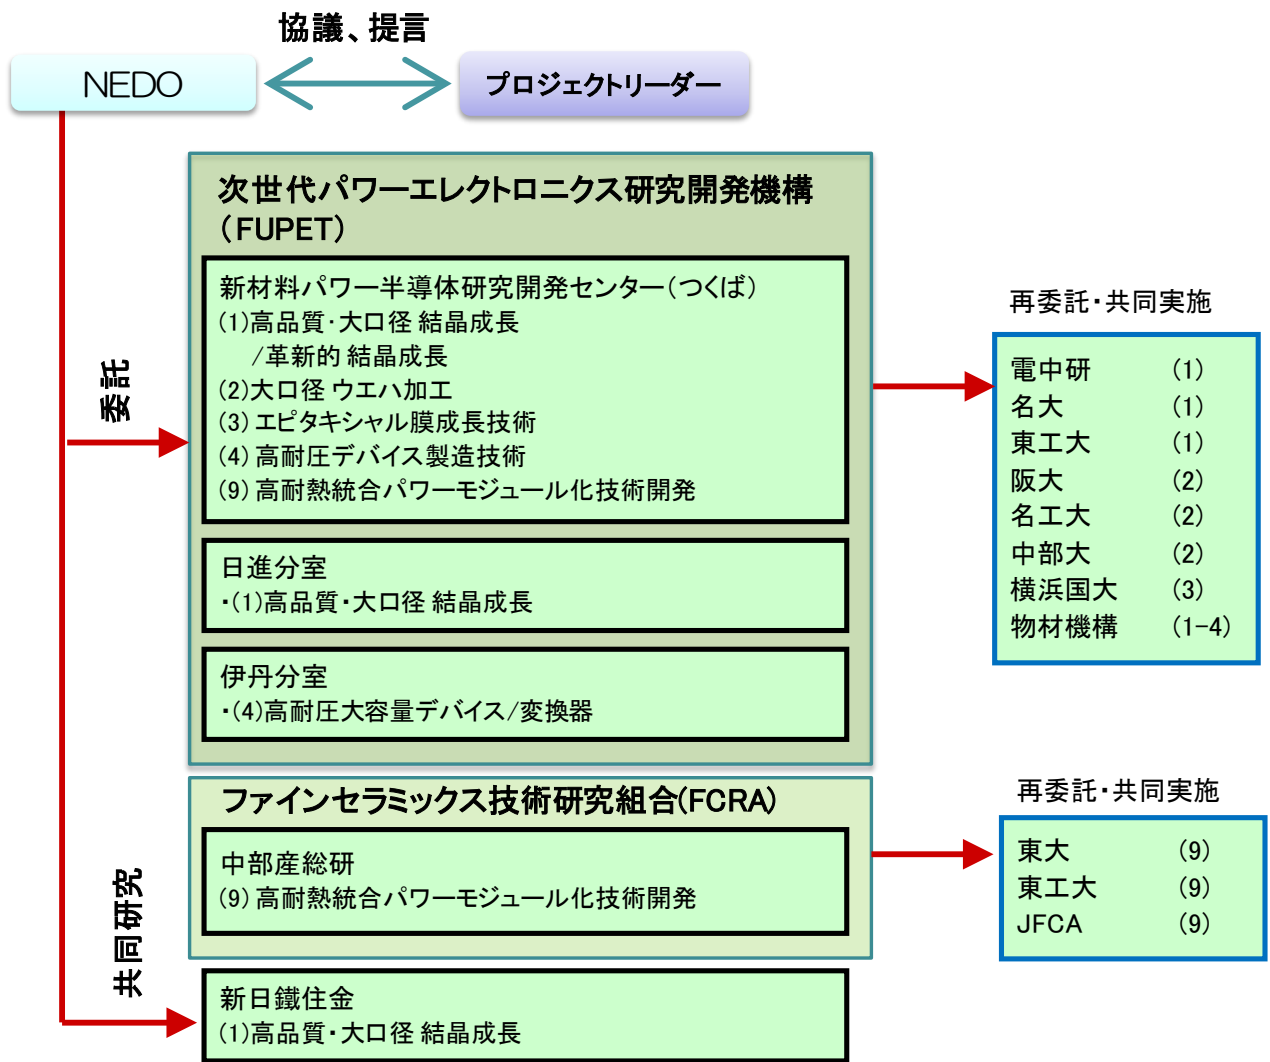 協議、提言
NEDO
プロジェクトリーダー
次世代パワーエレクトロニクス研究開発機構
（FUPET）
新材料パワー半導体研究開発センター（つくば）
(1)高品質・大口径 結晶成長
/革新的 結晶成長
(2)大口径 ウエハ加工
(3) エピタキシャル膜成長技術
(4) 高耐圧デバイス製造技術
(9) 高耐熱統合パワーモジュール化技術開発
日進分室
・(1)高品質・大口径 結晶成長
伊丹分室
・(4)高耐圧大容量デバイス/変換器
委託
再委託・共同実施
電中研 (1)
名大 (1)
東工大 (1)
阪大 (2)
名工大 (2)
中部大 (2)
横浜国大 (3)
物材機構 (1-4)
ファインセラミックス技術研究組合(FCRA)
中部産総研
(9) 高耐熱統合パワーモジュール化技術開発
再委託・共同実施
東大 (9)
東工大 (9)
JFCA (9)
共同研究
新日鐵住金
(1)高品質・大口径 結晶成長